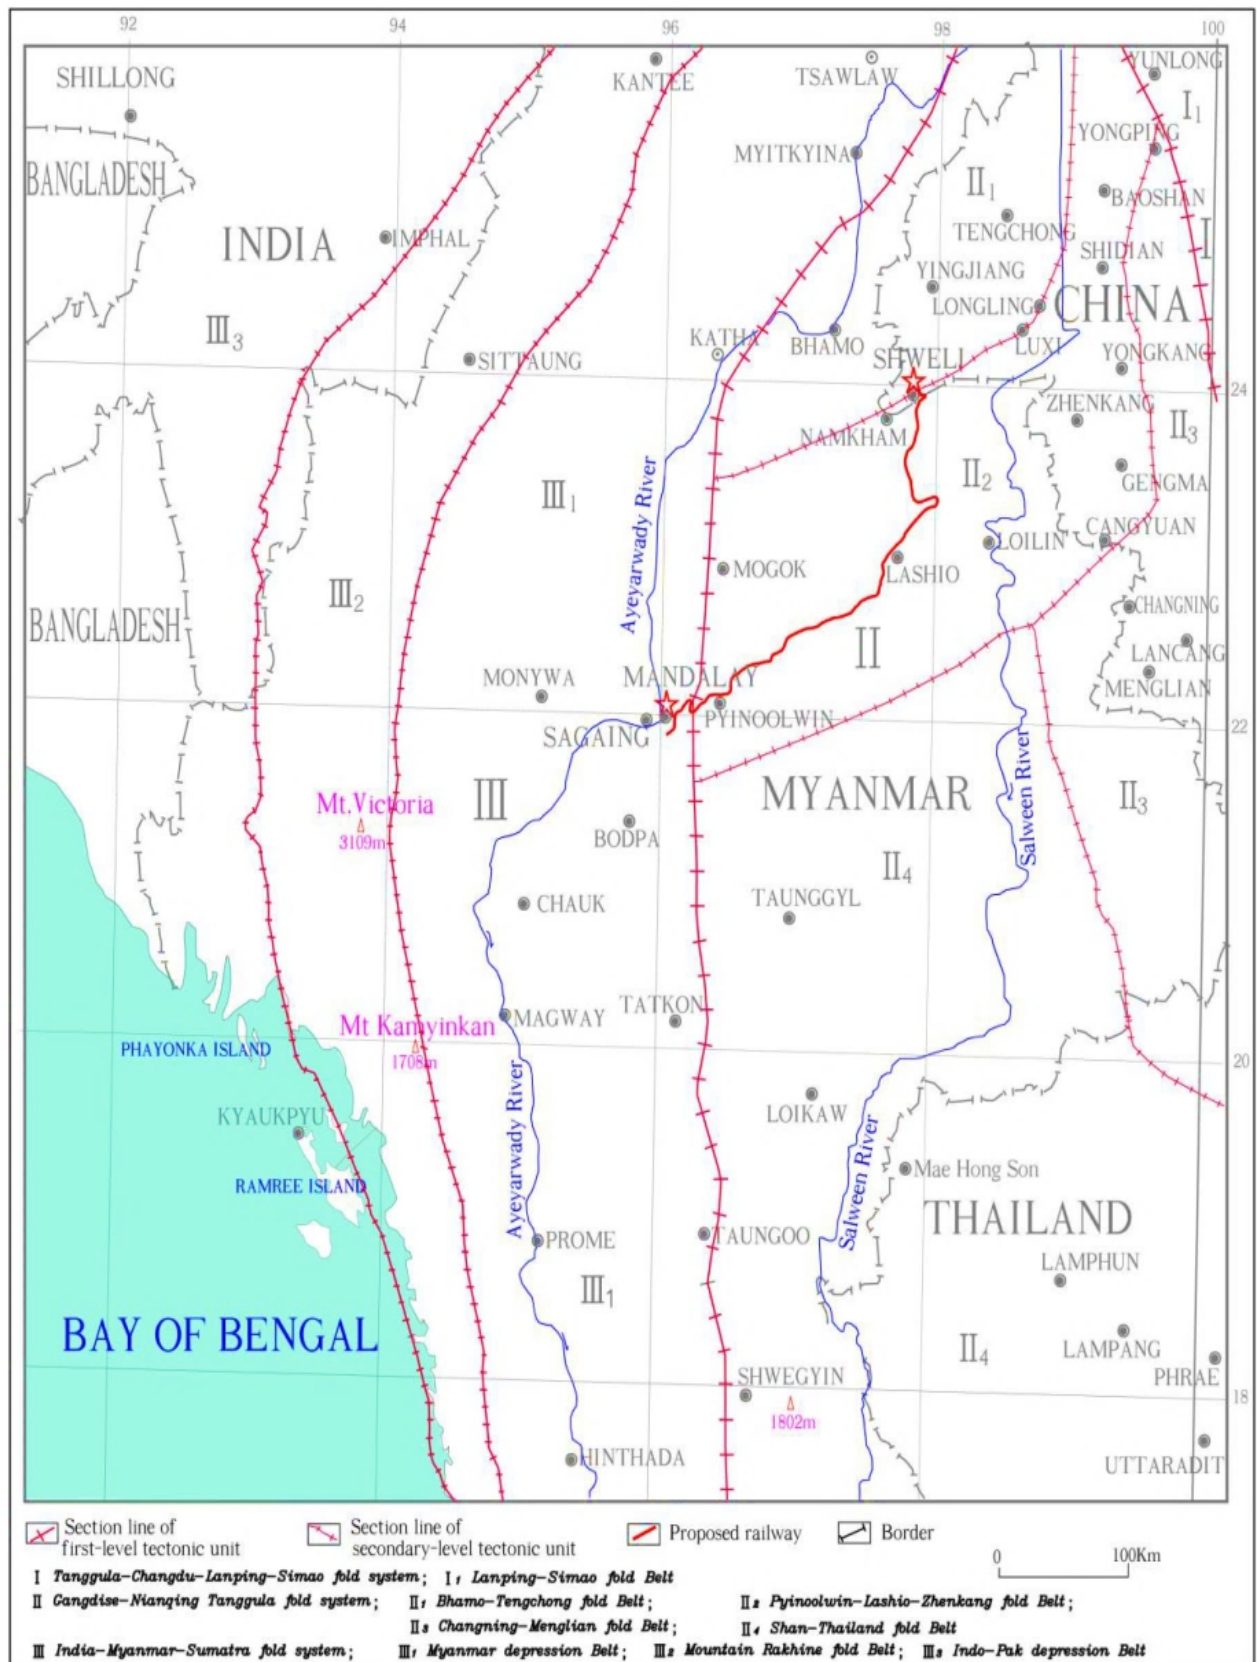 92 94 96 98 100
SHILLONG
KANTEE
TSAWLAW
YUNLONG
I1
YONGPING
MYITKYINA
BANGLADESH
II1
BAOSHAN
TENGCHONG
INDIA
IMPHAL
I
SHIDIAN
YINGJIANG
LONGLING
CHINA
III3
KATHA
BHAMO
LUXI
SITTAUNG
SHWELI
YONGKANG
24
ZHENKANG
NAMKHAM
II3
II2
GENGMA
III1
Ayeyarwady River
CANGYUAN
LOILIN
MOGOK
LASHIO
III2
CHANGNING
BANGLADESH
II
LANCANG
MONYWA
MANDALAY
MENGLIAN
PYINOOLWIN
SAGAING
22
Mt.Victoria
III
MYANMAR
II3
3109m
BODPA
Salween River
II4
CHAUK
TAUNGGYL
Mt Kamyinkan
MAGWAY
TATKON
PHAYONKA ISLAND
1708m
20
KYAUKPYU
LOIKAW
Ayeyarwady River
Salween River
Mae Hong Son
RAMREE ISLAND
THAILAND
PROME
TAUNGOO
LAMPHUN
III1
BAY OF BENGAL
LAMPANG
II4
SHWEGYIN
PHRAE
1802m
18
HINTHADA
UTTARADIT
Section line of
first-level tectonic unit
Section line of
secondary-level tectonic unit
Proposed railway
Border
0 100Km
I Tanggula-Changdu-Lanping-Simao fold system; I1 Lanping-Simao fold Belt
II Gangdise-Nianqing Tanggula fold system; II1 Bhamo-Tengchong fold Belt; II2 Pyinoolwin-Lashio-Zhenkang fold Belt;
II3 Changning-Menglian fold Belt; II4 Shan-Thailand fold Belt
III India-Myanmar-Sumatra fold system; III1 Myanmar depression Belt; III2 Mountain Rakhine fold Belt; III3 Indo-Pak depression Belt